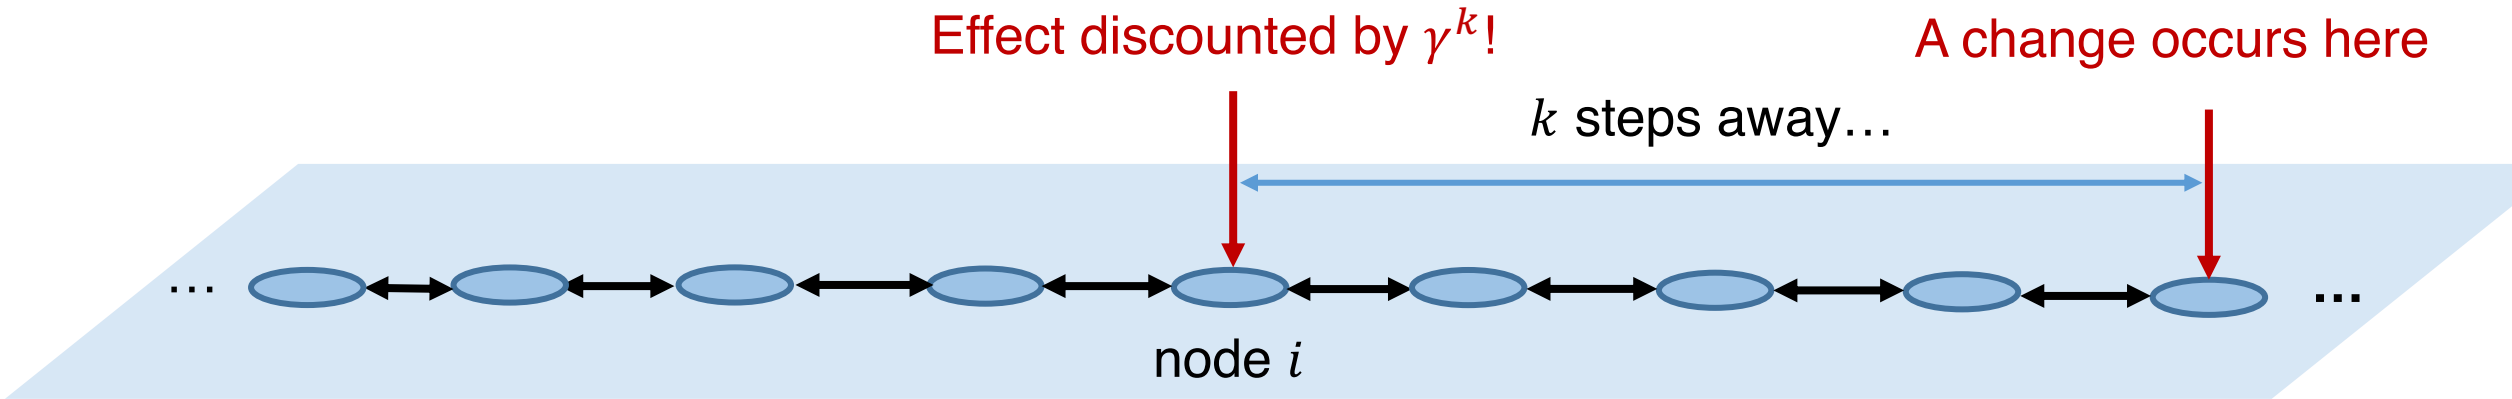 Effect discounted by γ^k!
A change occurs here
k steps away…
…
…
node i